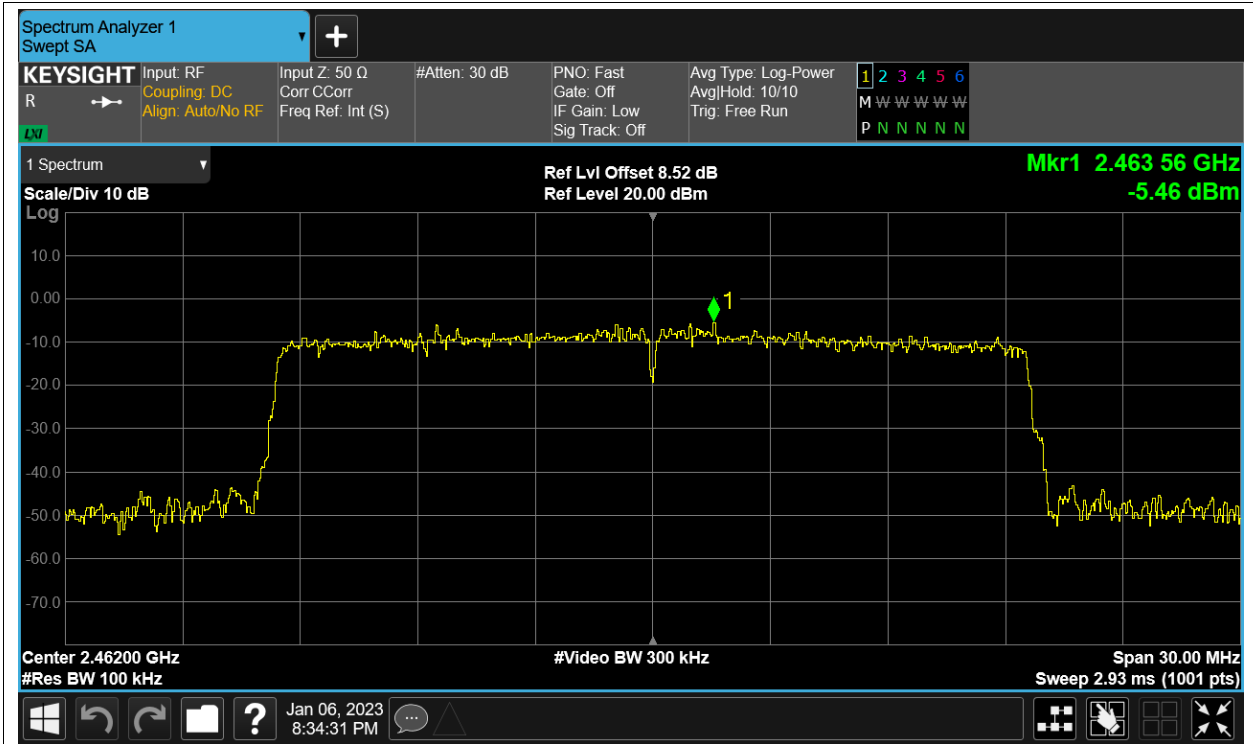 Spectrum Analyzer 1
Swept SA
KEYSIGHT
R
LXI
Input: RF
Coupling: DC
Align: Auto/No RF
Input Z: 50 Ω
Corr CCorr
Freq Ref: Int (S)
#Atten: 30 dB
PNO: Fast
Gate: Off
IF Gain: Low
Sig Track: Off
Avg Type: Log-Power
Avg|Hold: 10/10
Trig: Free Run
1 2 3 4 5 6
M W W W W W
P N N N N N
1 Spectrum
Scale/Div 10 dB
Log
Ref Lvl Offset 8.52 dB
Ref Level 20.00 dBm
Mkr1 2.463 56 GHz
-5.46 dBm
10.0
0.00
1
-10.0
-20.0
-30.0
-40.0
-50.0
-60.0
-70.0
Center 2.46200 GHz
#Res BW 100 kHz
#Video BW 300 kHz
Span 30.00 MHz
Sweep 2.93 ms (1001 pts)
?
Jan 06, 2023
8:34:31 PM